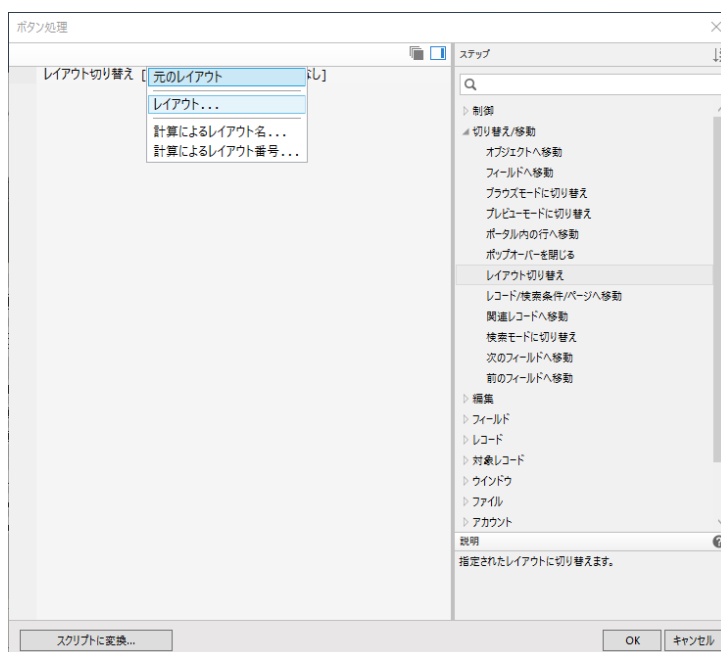 ボタン処理
レイアウト切り替え [
なし]
元のレイアウト
レイアウト...
計算によるレイアウト名...
計算によるレイアウト番号...
ステップ
制御
切り替え/移動
オブジェクトへ移動
フィールドへ移動
ブラウズモードに切り替え
プレビューモードに切り替え
ポータル内の行へ移動
ポップオーバーを閉じる
レイアウト切り替え
レコード/検索条件/ページへ移動
関連レコードへ移動
検索モードに切り替え
次のフィールドへ移動
前のフィールドへ移動
編集
フィールド
レコード
対象レコード
ウインドウ
ファイル
アカウント
説明
指定されたレイアウトに切り替えます。
スクリプトに変換...
OK
キャンセル